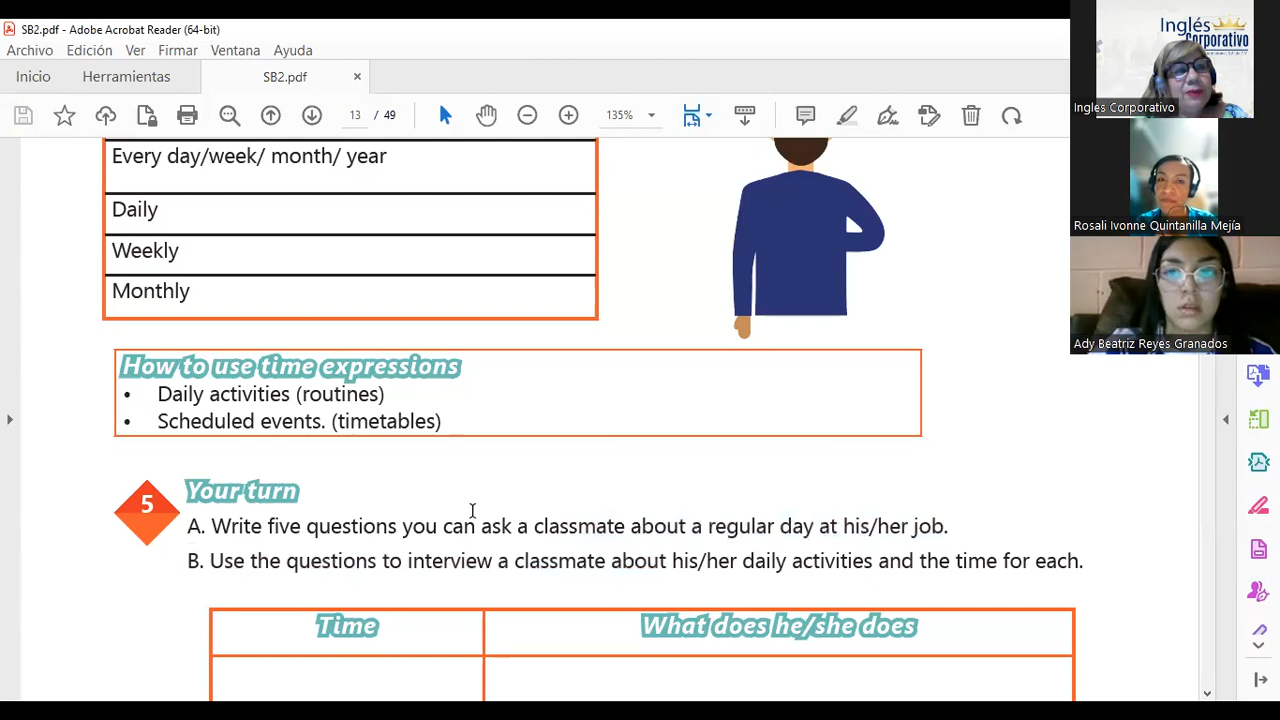 SB2.pdf - Adobe Acrobat Reader (64-bit)
Archivo Edición Ver Firmar Ventana Ayuda
Inicio Herramientas SB2.pdf ×
13 / 49 135%
Every day/week/ month/ year
Daily
Weekly
Monthly
How to use time expressions
• Daily activities (routines)
• Scheduled events. (timetables)
5 Your turn
A. Write five questions you can ask a classmate about a regular day at his/her job.
B. Use the questions to interview a classmate about his/her daily activities and the time for each.
Time What does he/she does
Inglés
Corporativo
Ingles Corporativo
Rosali Ivonne Quintanilla Mejía
Ady Beatriz Reyes Granados